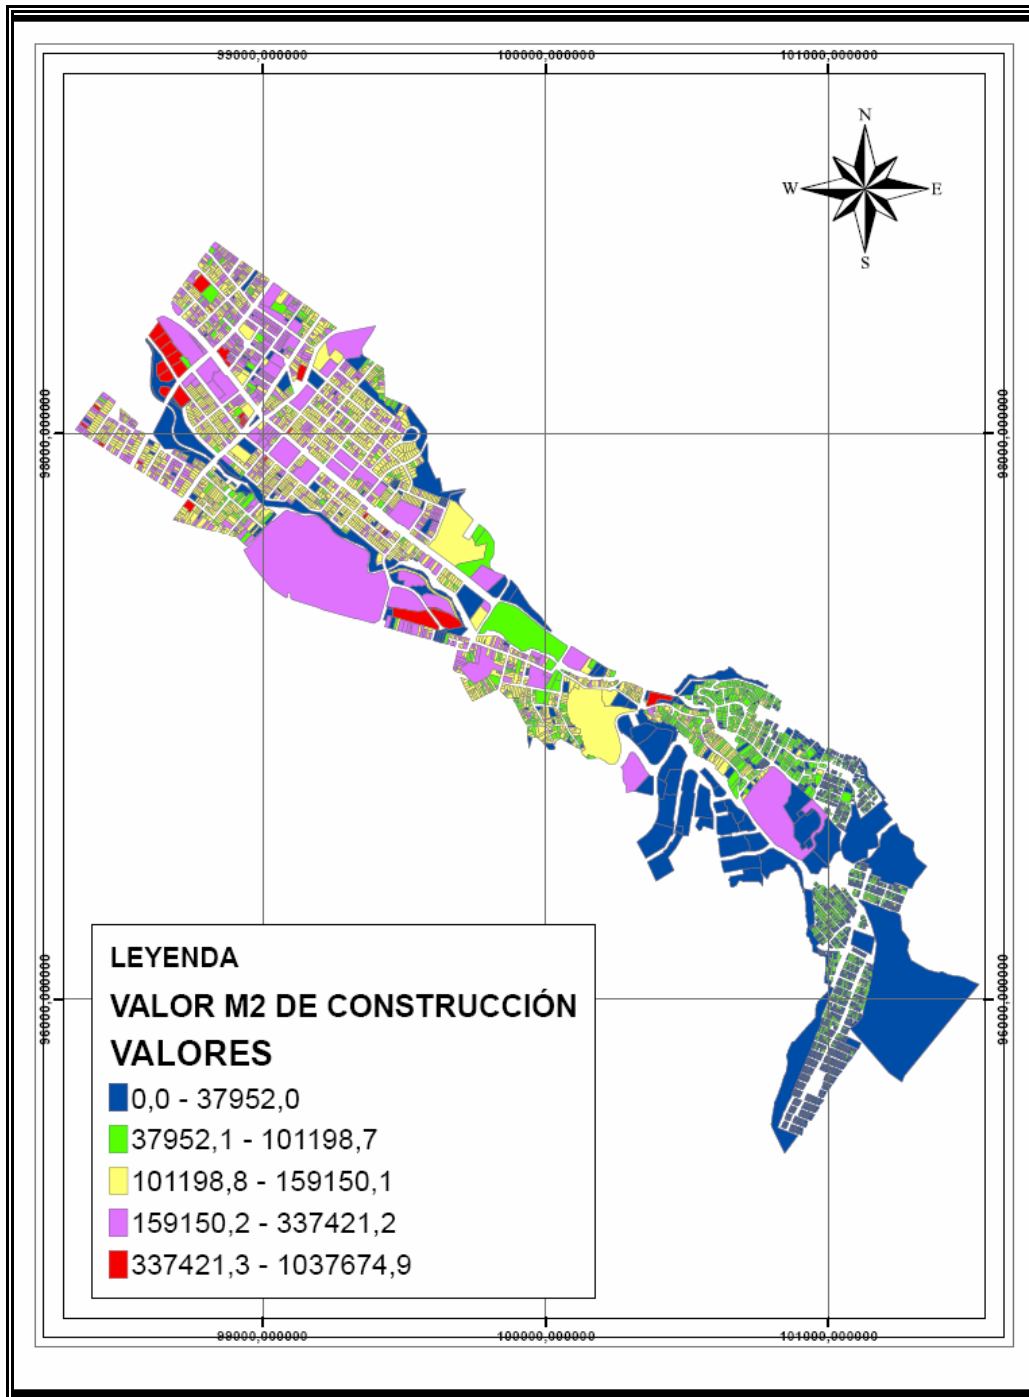 99000,000000 100000,000000 101000,000000
N
W E
S
98000,000000 98000,000000
96000,000000 96000,000000
LEYENDA
VALOR M2 DE CONSTRUCCIÓN
VALORES
0,0 - 37952,0
37952,1 - 101198,7
101198,8 - 159150,1
159150,2 - 337421,2
337421,3 - 1037674,9
99000,000000 100000,000000 101000,000000